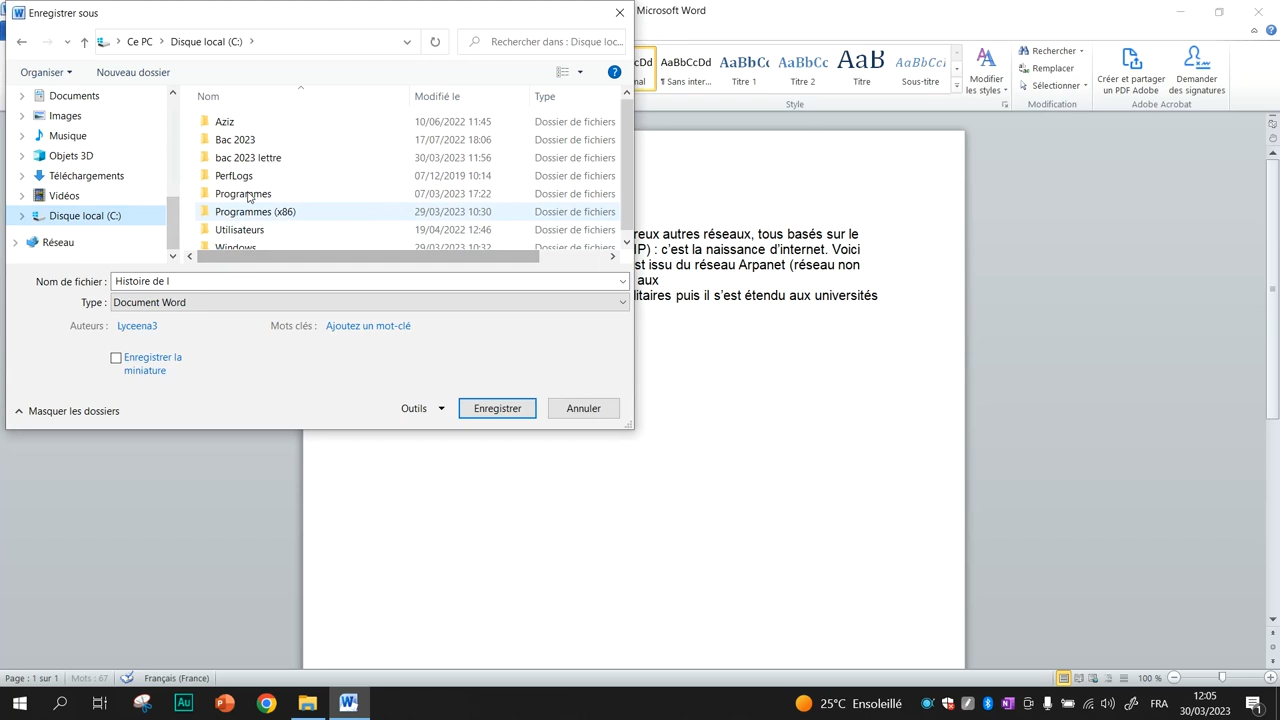 Enregistrer sous
Microsoft Word
Ce PC
Disque local (C:)
Rechercher dans : Disque loc...
Organiser
Nouveau dossier
Documents
Images
Musique
Objets 3D
Téléchargements
Vidéos
Disque local (C:)
Réseau
Nom
Modifié le
Type
Aziz
10/06/2022 11:45
Dossier de fichiers
Bac 2023
17/07/2022 18:06
Dossier de fichiers
bac 2023 lettre
30/03/2023 11:56
Dossier de fichiers
PerfLogs
07/12/2019 10:14
Dossier de fichiers
Programmes
07/03/2023 17:22
Dossier de fichiers
Programmes (x86)
29/03/2023 10:30
Dossier de fichiers
Utilisateurs
19/04/2022 12:46
Dossier de fichiers
Windows
29/03/2023 10:32
Dossier de fichiers
Nom de fichier :
Histoire de l
Type :
Document Word
Auteurs :
Lyceena3
Mots clés :
Ajoutez un mot-clé
Enregistrer la
miniature
Masquer les dossiers
Outils
Enregistrer
Annuler
AaBbCcDd
¶ Sans inter...
AaBbCc
Titre 1
AaBbCc
Titre 2
AaB
Titre
AaBbCcl
Sous-titre
Modifier
les styles
Style
Rechercher
Remplacer
Sélectionner
Modification
Créer et partager
un PDF Adobe
Demander
des signatures
Adobe Acrobat
reux autres réseaux, tous basés sur le
IP) : c'est la naissance d'internet. Voici
st issu du réseau Arpanet (réseau non
aux
litaires puis il s'est étendu aux universités
Page : 1 sur 1
Mots : 67
Français (France)
100 %
25°C Ensoleillé
FRA
12:05
30/03/2023